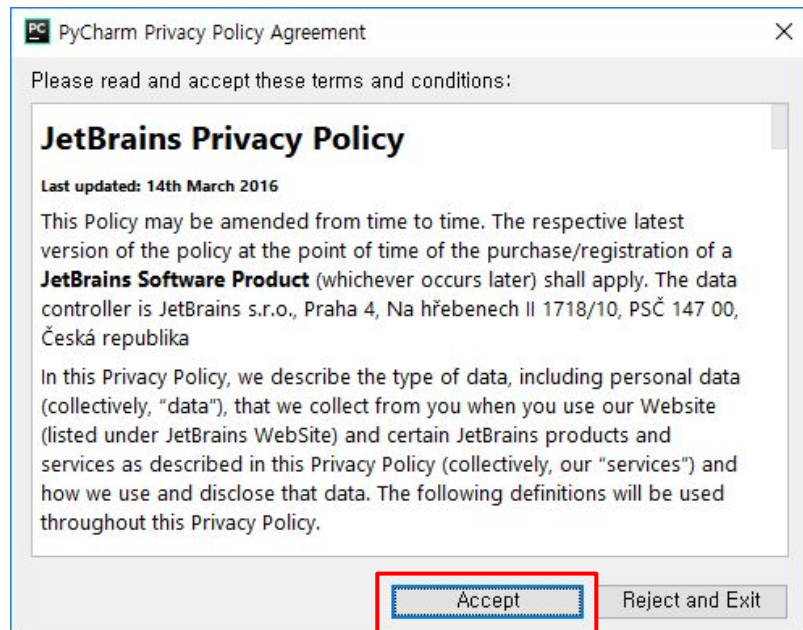 PC PyCharm Privacy Policy Agreement
Please read and accept these terms and conditions:
JetBrains Privacy Policy
Last updated: 14th March 2016
This Policy may be amended from time to time. The respective latest
version of the policy at the point of time of the purchase/registration of a
JetBrains Software Product (whichever occurs later) shall apply. The data
controller is JetBrains s.r.o., Praha 4, Na hřebenech II 1718/10, PSČ 147 00,
Česká republika
In this Privacy Policy, we describe the type of data, including personal data
(collectively, “data”), that we collect from you when you use our Website
(listed under JetBrains WebSite) and certain JetBrains products and
services as described in this Privacy Policy (collectively, our “services”) and
how we use and disclose that data. The following definitions will be used
throughout this Privacy Policy.
Accept Reject and Exit